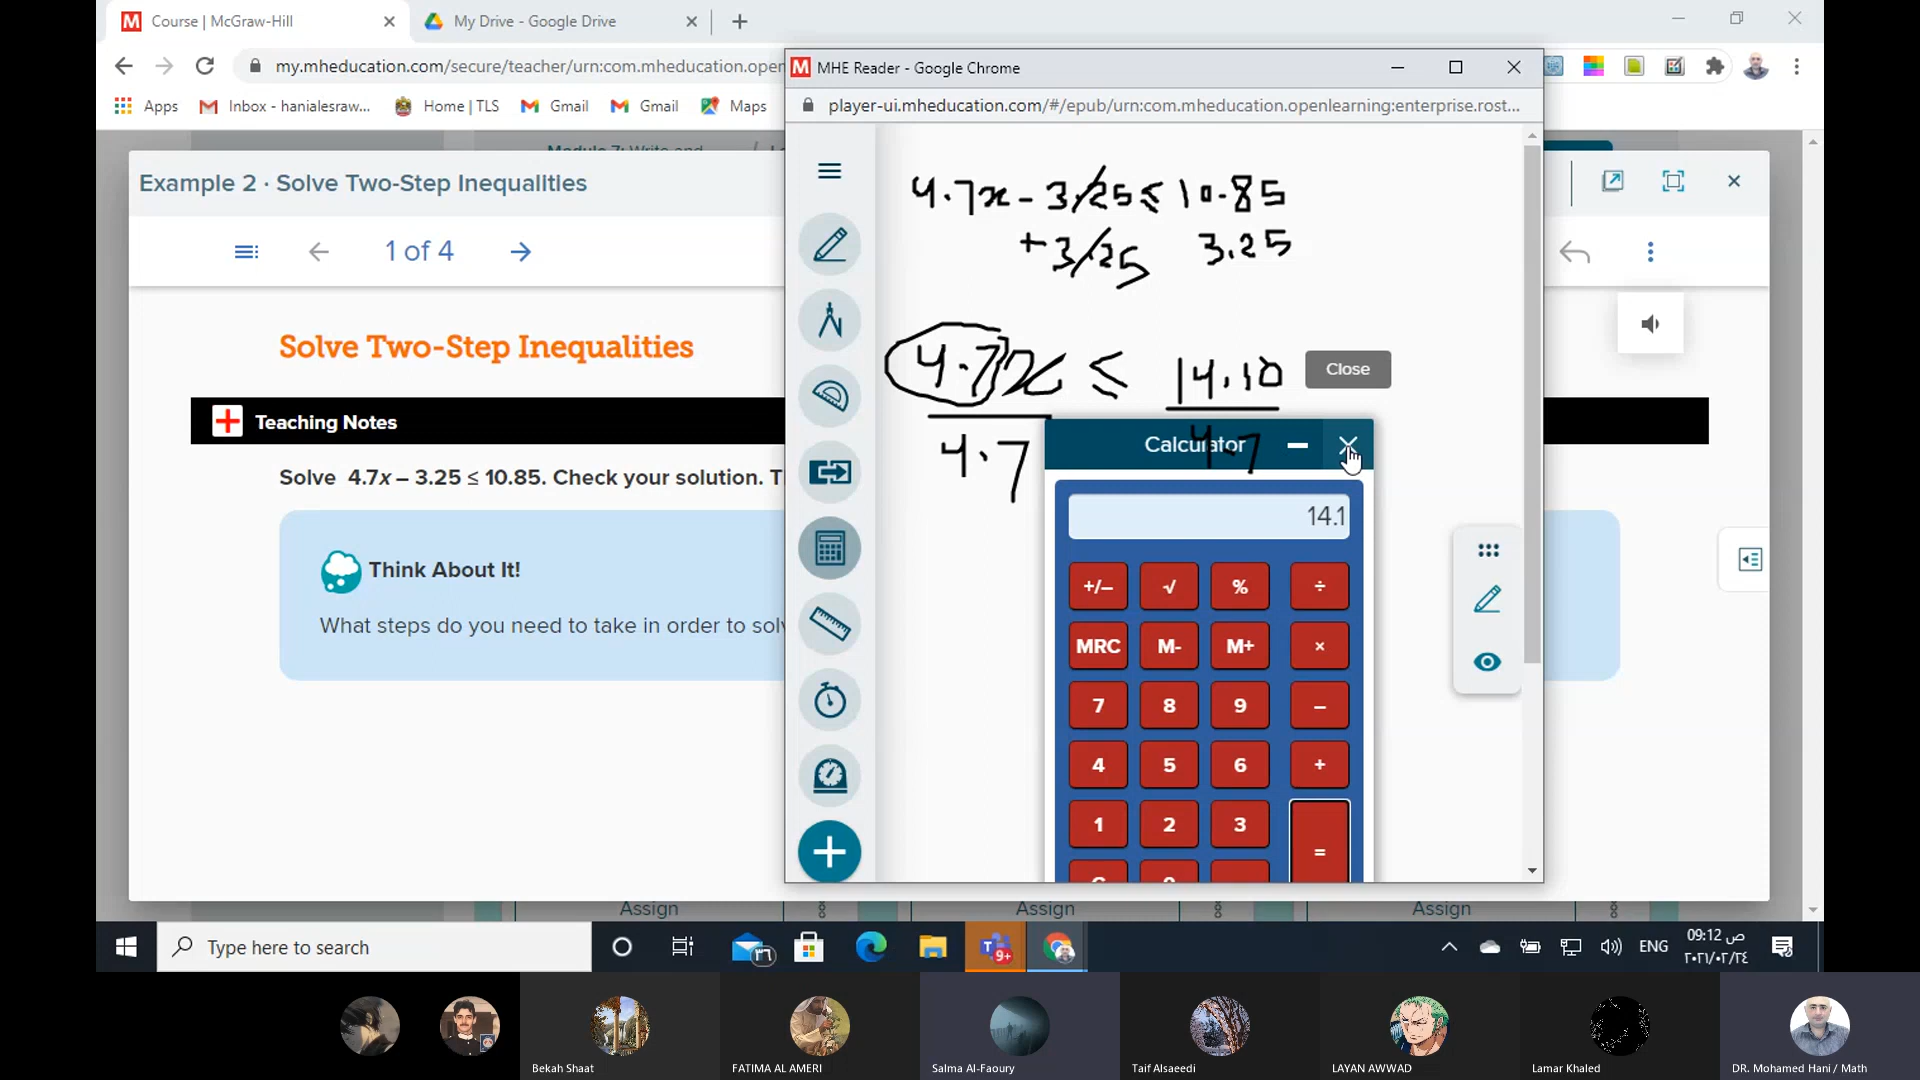 Course | McGraw-Hill
My Drive - Google Drive
my.mheducation.com/secure/teacher/urn:com.mheducation.open
Apps
Inbox - hanialesraw...
Home | TLS
Gmail
Gmail
Maps
MHE Reader - Google Chrome
player-ui.mheducation.com/#/epub/urn:com.mheducation.openlearning:enterprise.rost...
Example 2 · Solve Two-Step Inequalities
1 of 4
Solve Two-Step Inequalities
Teaching Notes
Solve 4.7x – 3.25 ≤ 10.85. Check your solution. T
Think About It!
What steps do you need to take in order to solv
4.7x - 3.25 ≤ 10.85
+3.25 3.25
4.7x ≤ 14.10
4.7 4.7
Close
Calculator
14.1
+/– √ % ÷
MRC M- M+ ×
7 8 9 –
4 5 6 +
1 2 3 =
Assign
Assign
Assign
Type here to search
9+
ENG
09:12 ص
٢٠٢١/٠٢/٢٤
Bekah Shaat
FATIMA AL AMERI
Salma Al-Faoury
Taif Alsaeedi
LAYAN AWWAD
Lamar Khaled
DR. Mohamed Hani / Math